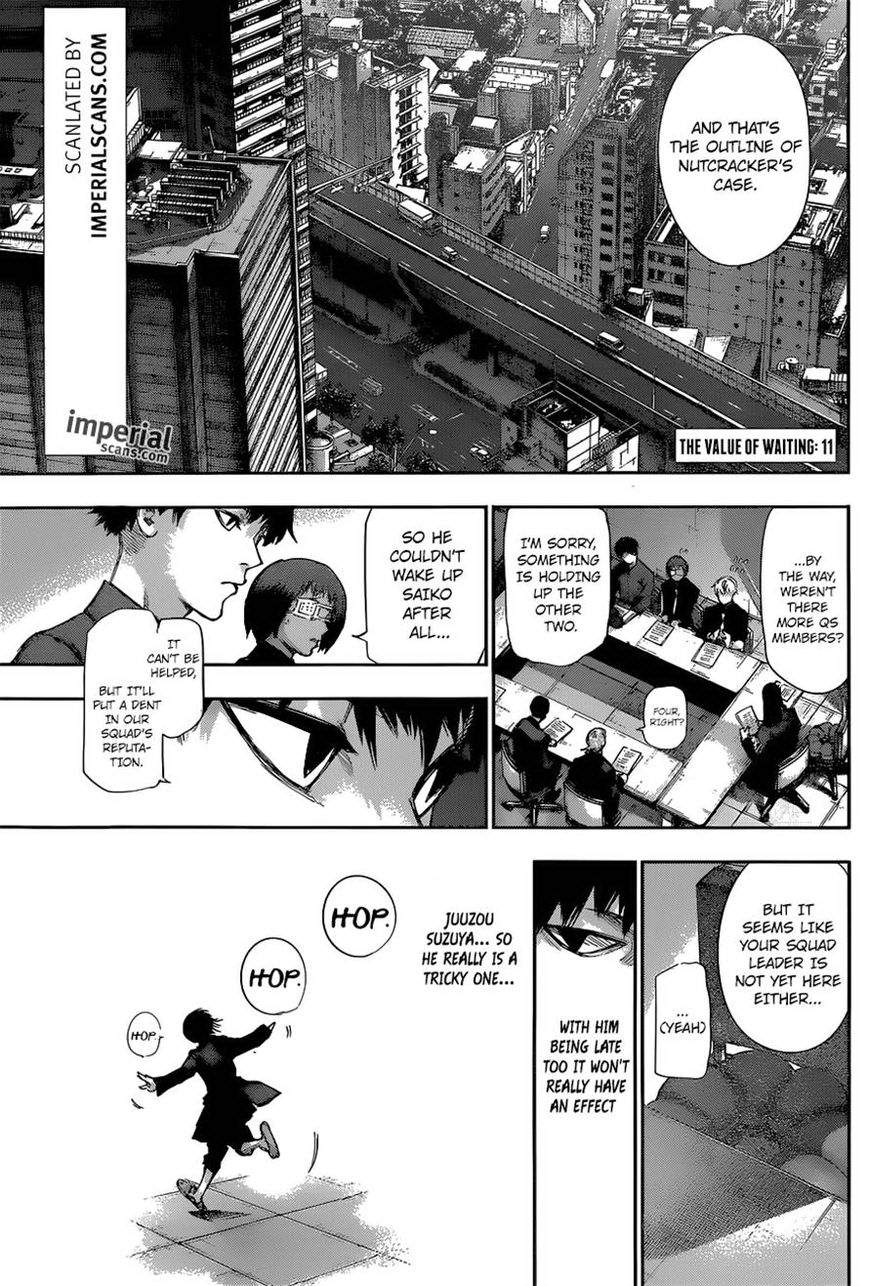 AND THAT'S
THE OUTLINE OF
NUTCRACKER'S
CASE.
SCANLATED BY
IMPERIALSCANS.COM
imperial
scans.com
THE VALUE OF WAITING: 11
...BY
THE WAY,
WEREN'T
THERE
MORE QS
MEMBERS?
I'M SORRY,
SOMETHING
IS HOLDING
UP THE
OTHER
TWO.
FOUR,
RIGHT?
SO HE
COULDN'T
WAKE UP
SAIKO
AFTER
ALL...
IT
CAN'T BE
HELPED,
BUT IT'LL
PUT A DENT
IN OUR
SQUAD'S
REPUTA-
TION.
BUT IT
SEEMS LIKE
YOUR SQUAD
LEADER IS
NOT YET HERE
EITHER...
...
(YEAH)
WITH HIM
BEING LATE
TOO IT WON'T
REALLY HAVE
AN EFFECT
JUUZOU
SUZUYA... SO
HE REALLY IS A
TRICKY ONE...
HOP.
HOP.
HOP.